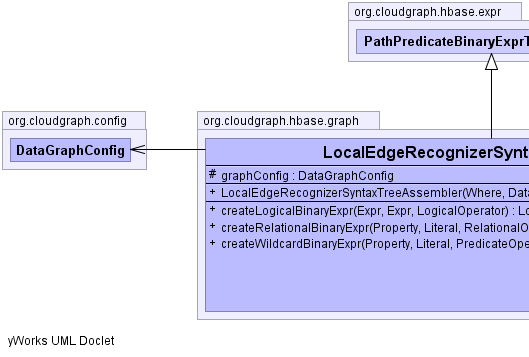 org.cloudgraph.hbase.expr
PathPredicateBinaryExprT
org.cloudgraph.config
DataGraphConfig
org.cloudgraph.hbase.graph
LocalEdgeRecognizerSynt
# graphConfig : DataGraphConfig
+ LocalEdgeRecognizerSyntaxTreeAssembler(Where, Dat
+ createLogicalBinaryExpr(Expr, Expr, LogicalOperator) : Lo
+ createRelationalBinaryExpr(Property, Literal, RelationalO
+ createWildcardBinaryExpr(Property, Literal, PredicateOpe
yWorks UML Doclet